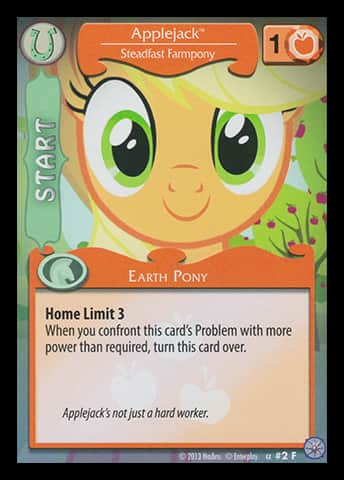 Applejack™
Steadfast Farmpony
1
START
EARTH PONY
Home Limit 3
When you confront this card's Problem with more
power than required, turn this card over.
Applejack's not just a hard worker.
© 2013 Hasbro. © Enterplay. α #2 F